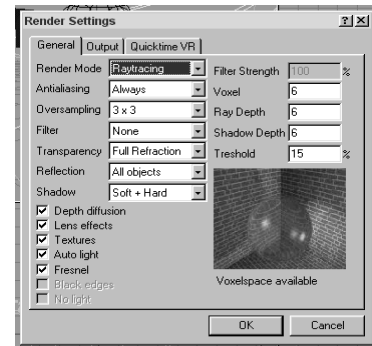 Render Settings
General Output Quicktime VR
Render Mode Raytracing
Antialiasing Always
Oversampling 3 x 3
Filter None
Transparency Full Refraction
Reflection All objects
Shadow Soft + Hard
Depth diffusion
Lens effects
Textures
Auto light
Fresnel
Black edges
No light
Filter Strength 100 %
Voxel 6
Ray Depth 6
Shadow Depth 6
Treshold 15 %
Voxelspace available
OK Cancel